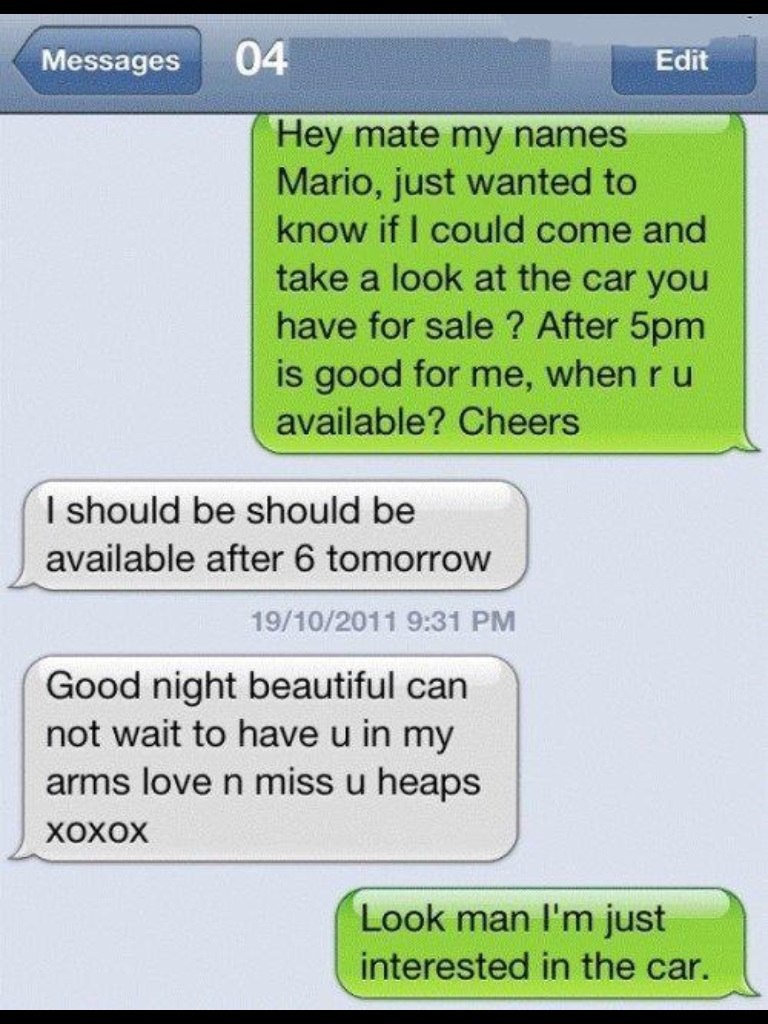 Messages 04 Edit
Hey mate my names
Mario, just wanted to
know if I could come and
take a look at the car you
have for sale ? After 5pm
is good for me, when r u
available? Cheers
I should be should be
available after 6 tomorrow
19/10/2011 9:31 PM
Good night beautiful can
not wait to have u in my
arms love n miss u heaps
xoxox
Look man I'm just
interested in the car.